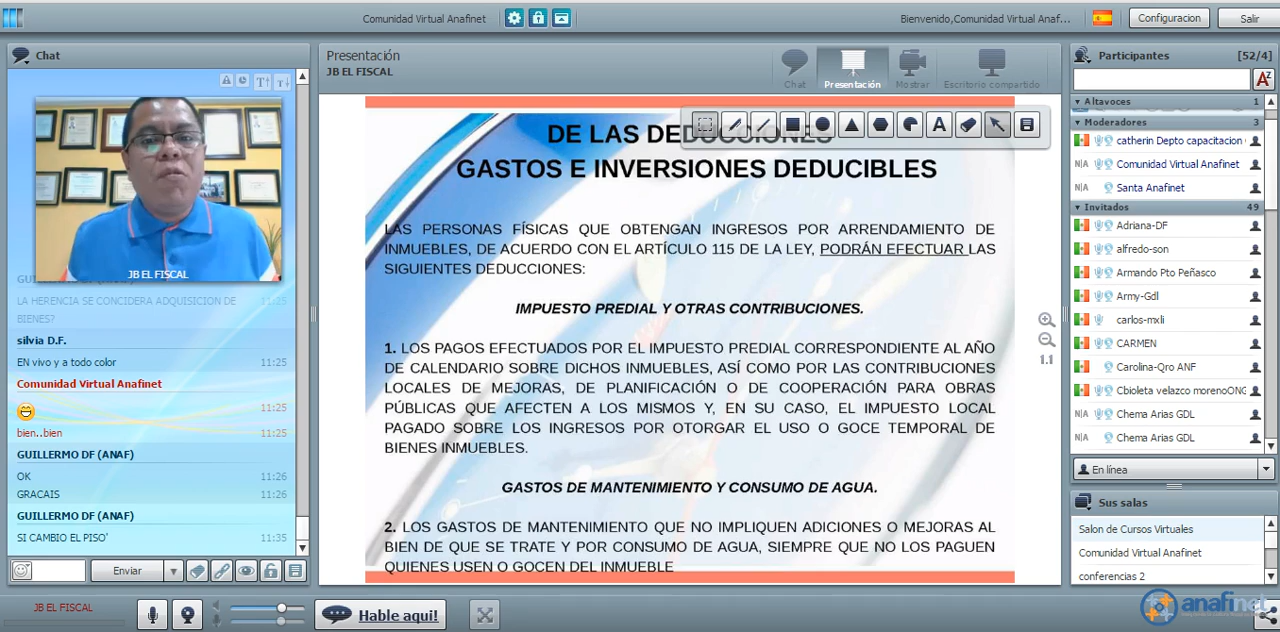 Comunidad Virtual Anafinet
Bienvenido,Comunidad Virtual Anaf...
Configuracion
Salir
Chat
T↑
T↓
JB EL FISCAL
LA HERENCIA SE CONCIDERA ADQUISICION DE
11:25
BIENES?
silvia D.F.
EN vivo y a todo color
11:25
Comunidad Virtual Anafinet
11:25
bien..bien
11:25
GUILLERMO DF (ANAF)
OK
11:26
GRACAIS
11:26
GUILLERMO DF (ANAF)
SI CAMBIO EL PISO'
11:35
Enviar
JB EL FISCAL
Hable aqui!
Presentación
JB EL FISCAL
Chat
Presentación
Mostrar
Escritorio compartido
A
DE LAS DEDUCCIONES
GASTOS E INVERSIONES DEDUCIBLES
LAS PERSONAS FÍSICAS QUE OBTENGAN INGRESOS POR ARRENDAMIENTO DE
INMUEBLES, DE ACUERDO CON EL ARTÍCULO 115 DE LA LEY, PODRÁN EFECTUAR LAS
SIGUIENTES DEDUCCIONES:
IMPUESTO PREDIAL Y OTRAS CONTRIBUCIONES.
1. LOS PAGOS EFECTUADOS POR EL IMPUESTO PREDIAL CORRESPONDIENTE AL AÑO
DE CALENDARIO SOBRE DICHOS INMUEBLES, ASÍ COMO POR LAS CONTRIBUCIONES
LOCALES DE MEJORAS, DE PLANIFICACIÓN O DE COOPERACIÓN PARA OBRAS
PÚBLICAS QUE AFECTEN A LOS MISMOS Y, EN SU CASO, EL IMPUESTO LOCAL
PAGADO SOBRE LOS INGRESOS POR OTORGAR EL USO O GOCE TEMPORAL DE
BIENES INMUEBLES.
GASTOS DE MANTENIMIENTO Y CONSUMO DE AGUA.
2. LOS GASTOS DE MANTENIMIENTO QUE NO IMPLIQUEN ADICIONES O MEJORAS AL
BIEN DE QUE SE TRATE Y POR CONSUMO DE AGUA, SIEMPRE QUE NO LOS PAGUEN
QUIENES USEN O GOCEN DEL INMUEBLE
1.1
Participantes
[52/4]
Altavoces
1
Moderadores
3
catherin Depto capacitacion
N/A Comunidad Virtual Anafinet
N/A Santa Anafinet
Invitados
49
Adriana-DF
alfredo-son
Armando Pto Peñasco
Army-Gdl
carlos-mxli
CARMEN
Carolina-Qro ANF
Cbioleta velazco morenoONG
N/A Chema Arias GDL
N/A Chema Arias GDL
En línea
Sus salas
Salon de Cursos Virtuales
Comunidad Virtual Anafinet
conferencias 2
anafinet